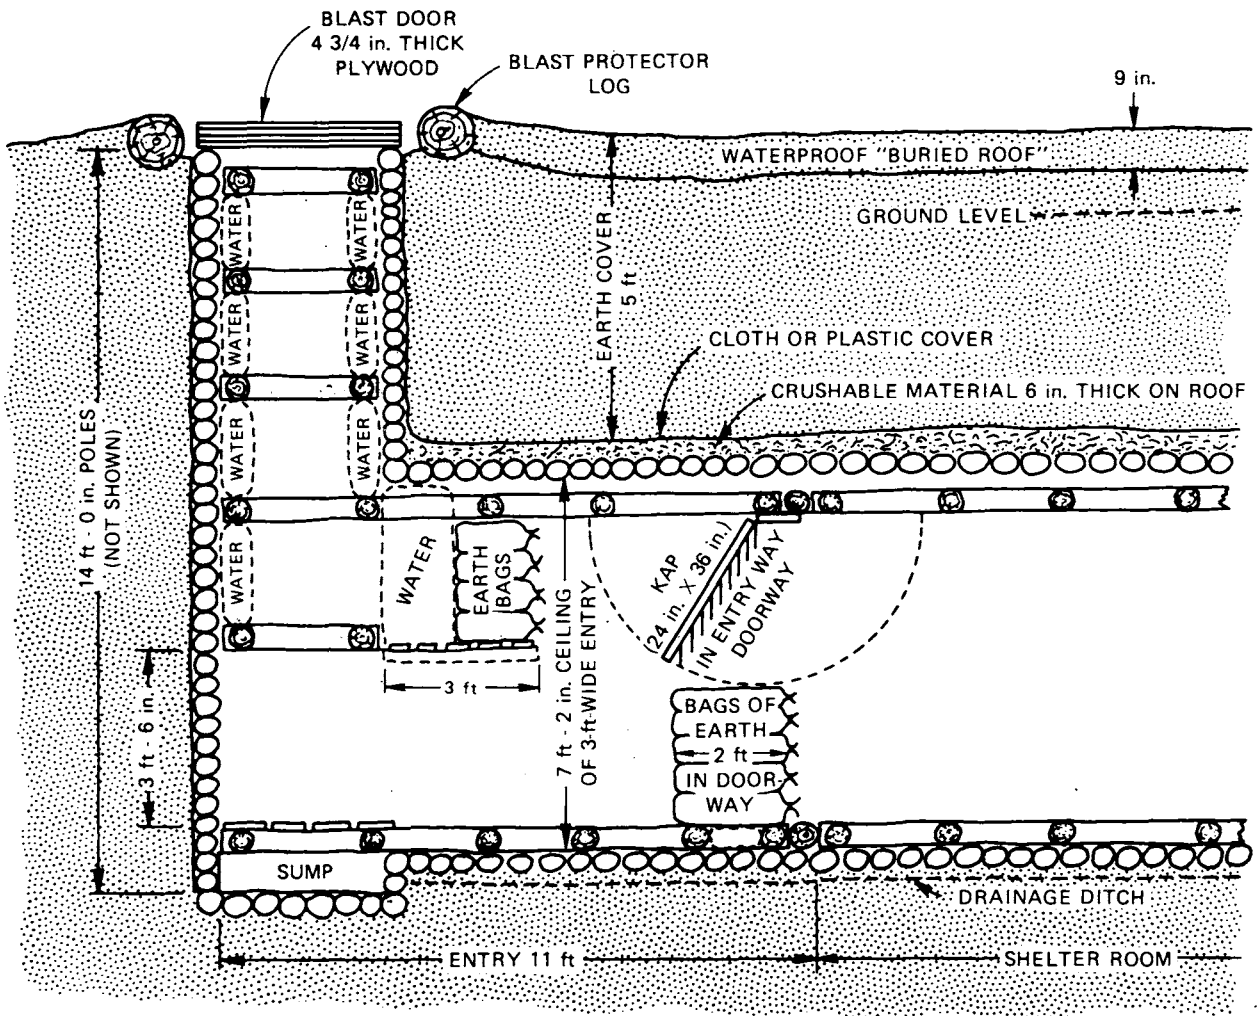 BLAST DOOR
4 3/4 in. THICK
PLYWOOD
BLAST PROTECTOR
LOG
9 in.
WATERPROOF "BURIED ROOF"
GROUND LEVEL
EARTH COVER
5 ft
CLOTH OR PLASTIC COVER
CRUSHABLE MATERIAL 6 in. THICK ON ROOF
14 ft - 0 in. POLES
(NOT SHOWN)
WATER
WATER
WATER
WATER
WATER
WATER
WATER
WATER
EARTH
BAGS
KAP
(24 in. X 36 in.)
IN ENTRY WAY
DOORWAY
3 ft
7 ft - 2 in. CEILING
OF 3-ft-WIDE ENTRY
3 ft - 6 in.
BAGS OF
EARTH
2 ft
IN DOOR-
WAY
SUMP
DRAINAGE DITCH
ENTRY 11 ft
SHELTER ROOM